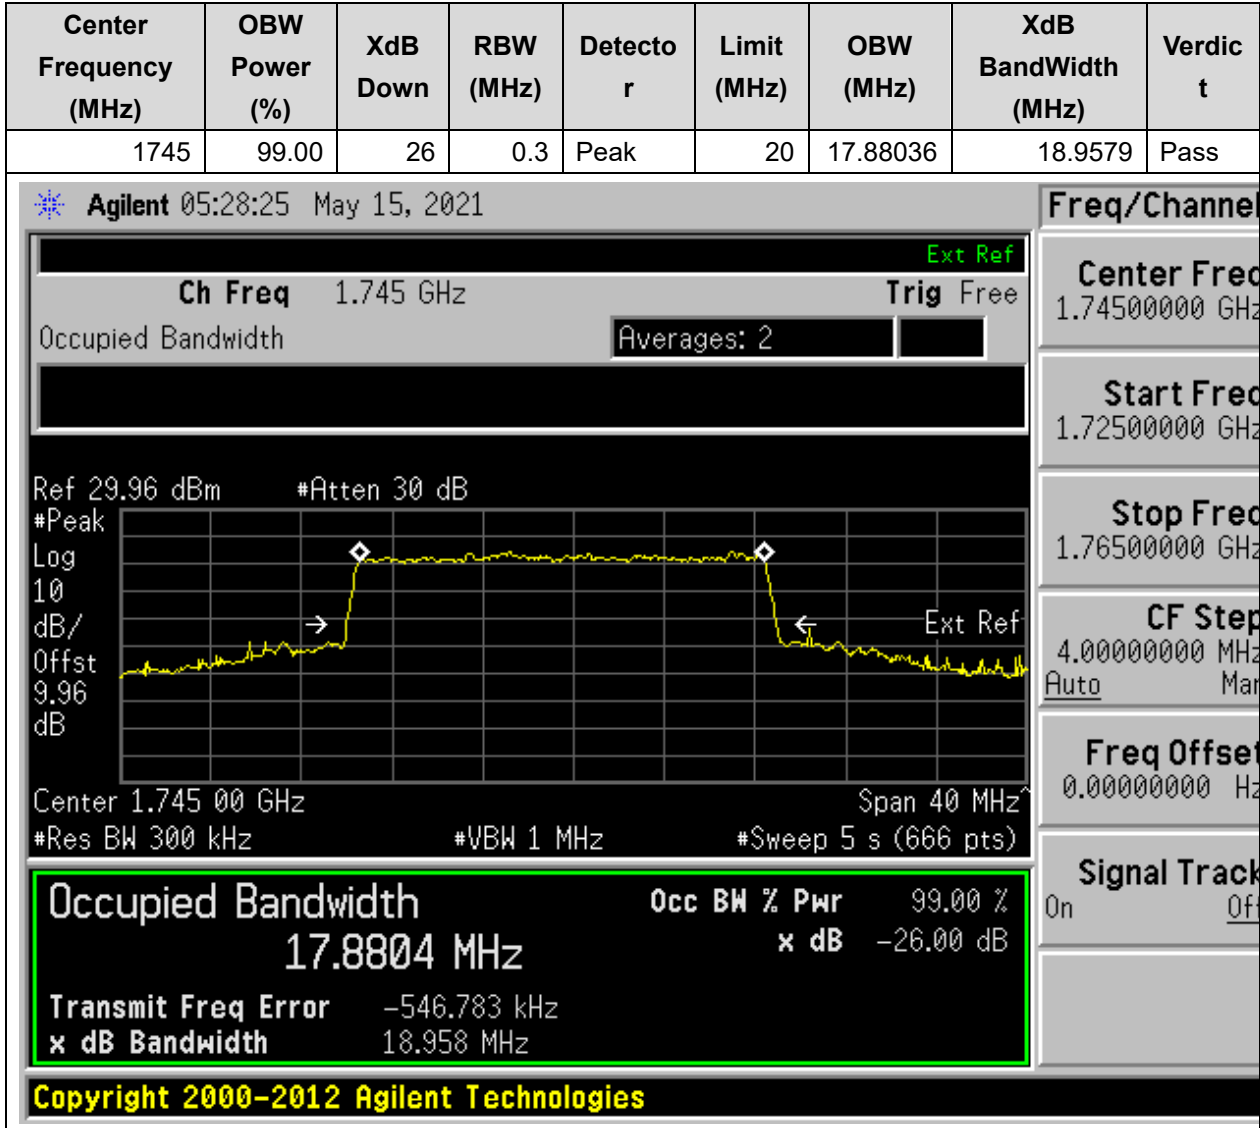 Center Frequency (MHz) OBW Power (%) XdB Down RBW (MHz) Detector Limit (MHz) OBW (MHz) XdB BandWidth (MHz) Verdict
1745 99.00 26 0.3 Peak 20 17.88036 18.9579 Pass
Agilent 05:28:25 May 15, 2021
Freq/Channel
Ext Ref
Ch Freq 1.745 GHz Trig Free
Occupied Bandwidth Averages: 2
Center Freq
1.74500000 GHz
Start Freq
1.72500000 GHz
Stop Freq
1.76500000 GHz
CF Step
4.00000000 MHz
Auto Man
Freq Offset
0.00000000 Hz
Signal Track
On Off
Ref 29.96 dBm #Atten 30 dB
#Peak
Log
10
dB/
Offst
9.96
dB
Ext Ref
Center 1.745 00 GHz Span 40 MHz^
#Res BW 300 kHz #VBW 1 MHz #Sweep 5 s (666 pts)
Occupied Bandwidth Occ BW % Pwr 99.00 %
17.8804 MHz x dB -26.00 dB
Transmit Freq Error -546.783 kHz
x dB Bandwidth 18.958 MHz
Copyright 2000-2012 Agilent Technologies